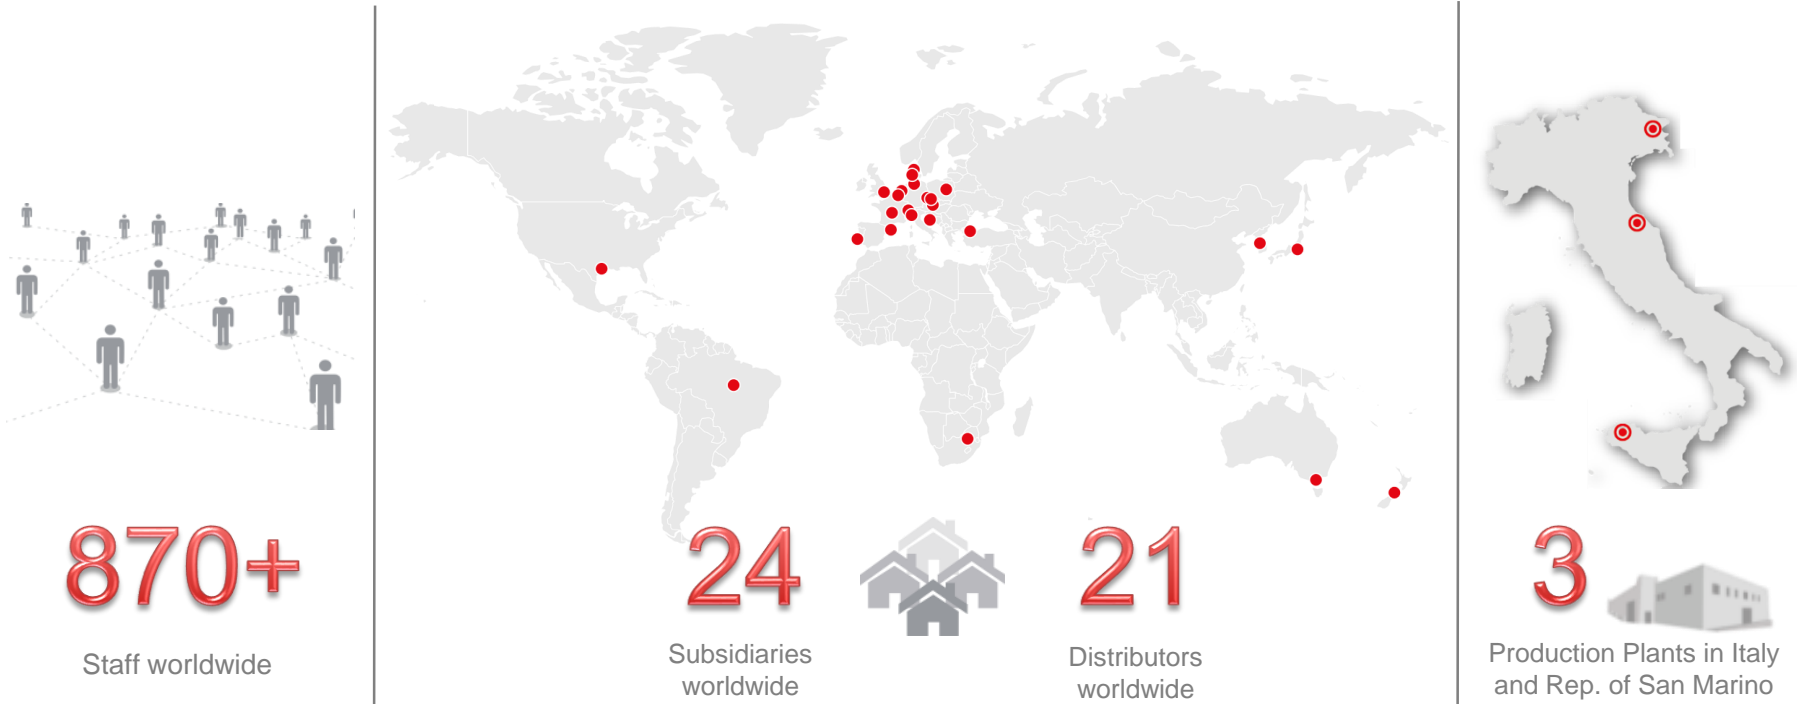 870+
Staff worldwide
24
Subsidiaries
worldwide
21
Distributors
worldwide
3
Production Plants in Italy
and Rep. of San Marino